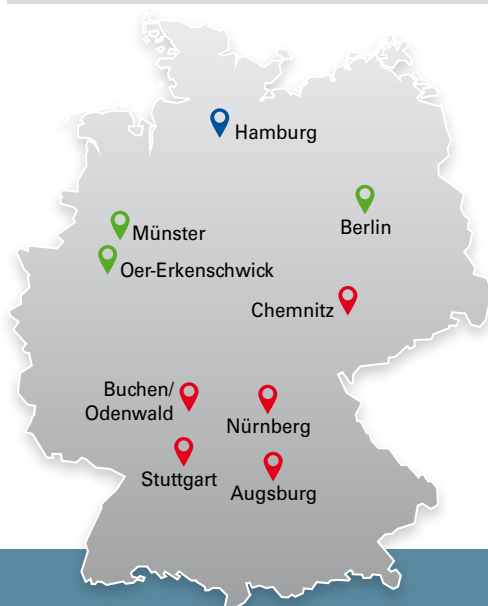 Hamburg
Berlin
Münster
Oer-Erkenschwick
Chemnitz
Buchen/
Odenwald
Nürnberg
Stuttgart
Augsburg